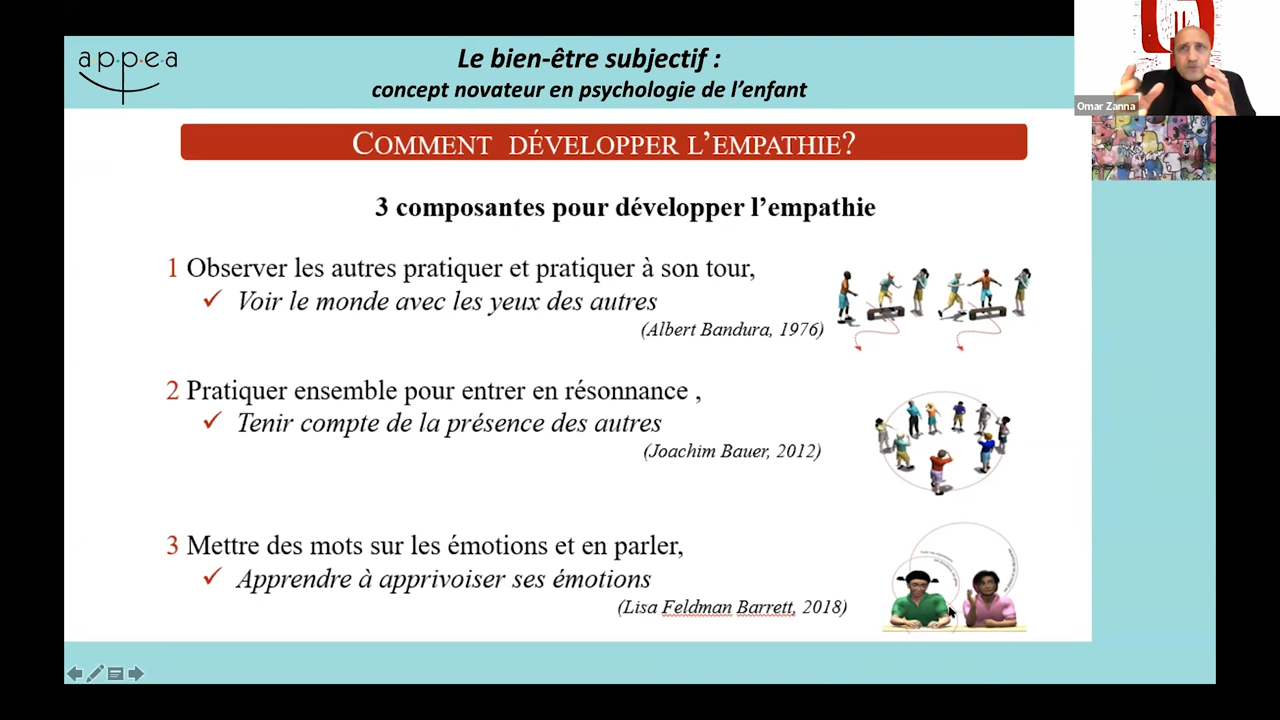 appea
Le bien-être subjectif :
concept novateur en psychologie de l'enfant
Omar Zanna
COMMENT DÉVELOPPER L'EMPATHIE?
3 composantes pour développer l'empathie
1 Observer les autres pratiquer et pratiquer à son tour,
✓ Voir le monde avec les yeux des autres
(Albert Bandura, 1976)
2 Pratiquer ensemble pour entrer en résonnance ,
✓ Tenir compte de la présence des autres
(Joachim Bauer, 2012)
3 Mettre des mots sur les émotions et en parler,
✓ Apprendre à apprivoiser ses émotions
(Lisa Feldman Barrett, 2018)